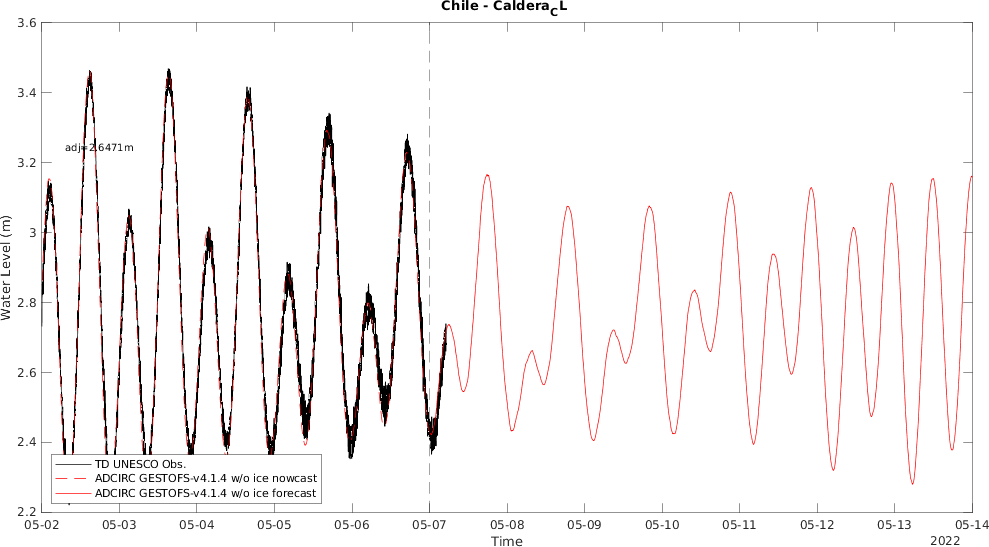 Chile - Caldera_CL
3.6
3.4
3.2
3
2.8
2.6
2.4
2.2
Water Level (m)
adj=2.6471m
TD UNESCO Obs.
ADCIRC GESTOFS-v4.1.4 w/o ice nowcast
ADCIRC GESTOFS-v4.1.4 w/o ice forecast
05-02 05-03 05-04 05-05 05-06 05-07 05-08 05-09 05-10 05-11 05-12 05-13 05-14
Time
2022